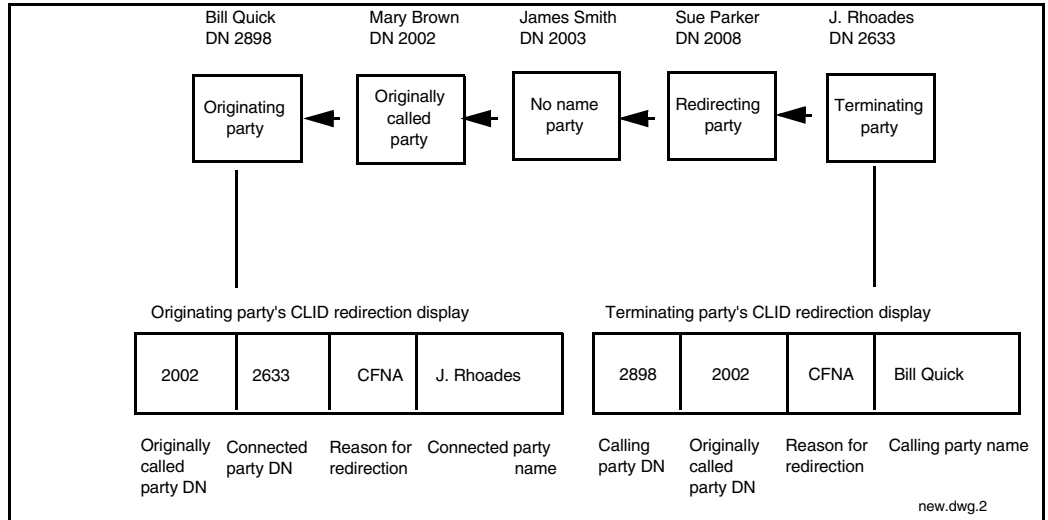 Bill Quick
DN 2898
Mary Brown
DN 2002
James Smith
DN 2003
Sue Parker
DN 2008
J. Rhoades
DN 2633
Originating
party
Originally
called
party
No name
party
Redirecting
party
Terminating
party
Originating party's CLID redirection display
2002
2633
CFNA
J. Rhoades
Originally
called
party DN
Connected
party DN
Reason for
redirection
Connected party
name
Terminating party's CLID redirection display
2898
2002
CFNA
Bill Quick
Calling
party DN
Originally
called
party DN
Reason for
redirection
Calling party name
new.dwg.2